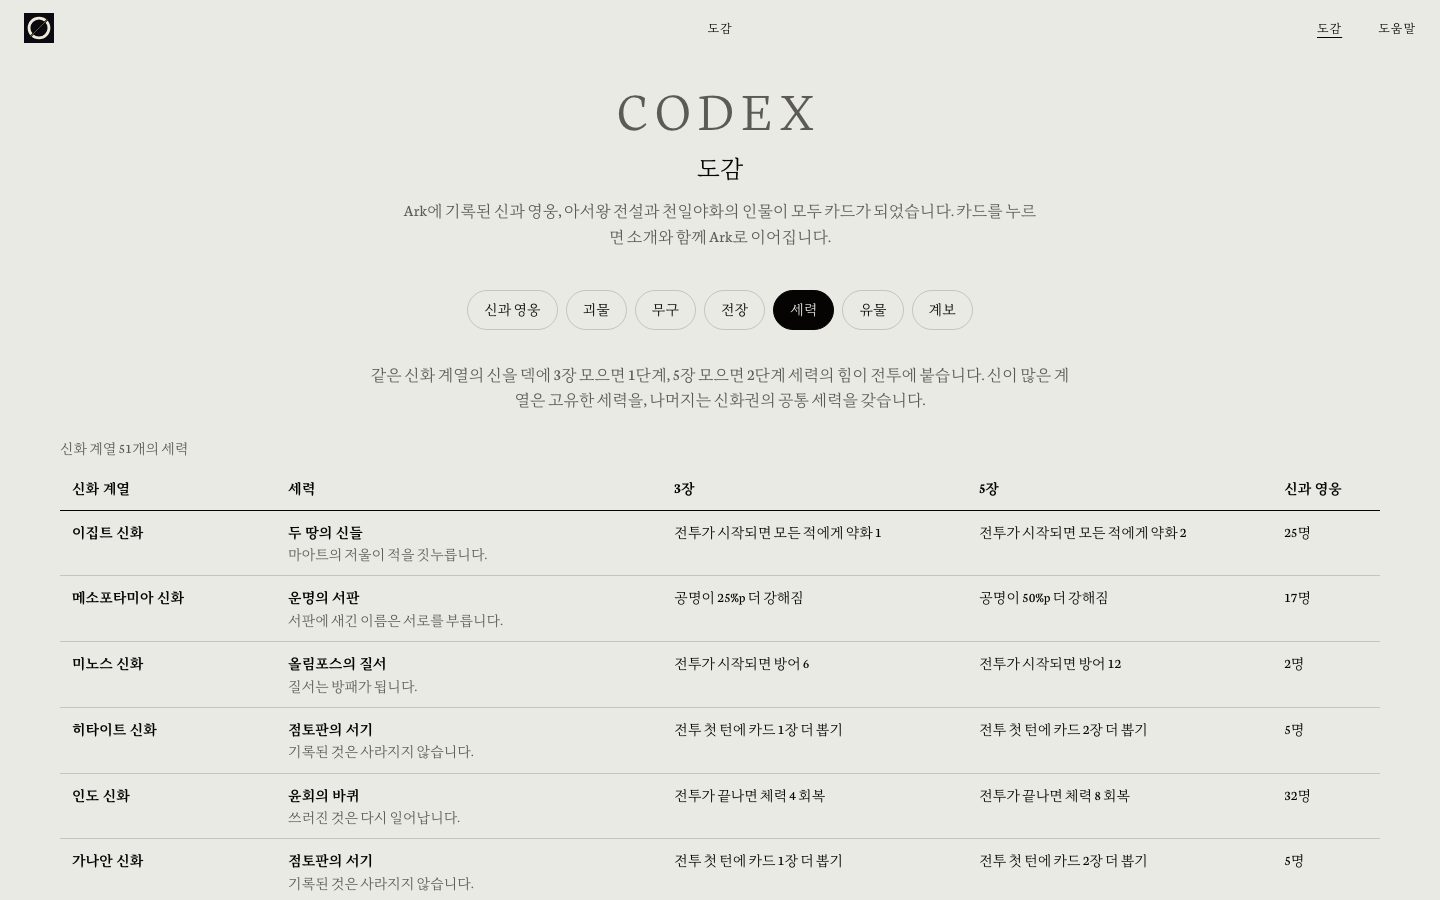 도감
도감 도움말
CODEX
도감
Ark에 기록된 신과 영웅, 아서왕 전설과 천일야화의 인물이 모두 카드가 되었습니다. 카드를 누르
면 소개와 함께 Ark로 이어집니다.
신과 영웅 괴물 무구 전장 세력 유물 계보
같은 신화 계열의 신을 덱에 3장 모으면 1단계, 5장 모으면 2단계 세력의 힘이 전투에 붙습니다. 신이 많은 계
열은 고유한 세력을, 나머지는 신화권의 공통 세력을 갖습니다.
신화 계열 51개의 세력
신화 계열 세력 3장 5장 신과 영웅
이집트 신화 두 땅의 신들 전투가 시작되면 모든 적에게 약화 1 전투가 시작되면 모든 적에게 약화 2 25명
마아트의 저울이 적을 짓누릅니다.
메소포타미아 신화 운명의 서판 공명이 25%p 더 강해짐 공명이 50%p 더 강해짐 17명
서판에 새긴 이름은 서로를 부릅니다.
미노스 신화 올림포스의 질서 전투가 시작되면 방어 6 전투가 시작되면 방어 12 2명
질서는 방패가 됩니다.
히타이트 신화 점토판의 서기 전투 첫 턴에 카드 1장 더 뽑기 전투 첫 턴에 카드 2장 더 뽑기 5명
기록된 것은 사라지지 않습니다.
인도 신화 윤회의 바퀴 전투가 끝나면 체력 4 회복 전투가 끝나면 체력 8 회복 32명
쓰러진 것은 다시 일어납니다.
가나안 신화 점토판의 서기 전투 첫 턴에 카드 1장 더 뽑기 전투 첫 턴에 카드 2장 더 뽑기 5명
기록된 것은 사라지지 않습니다.